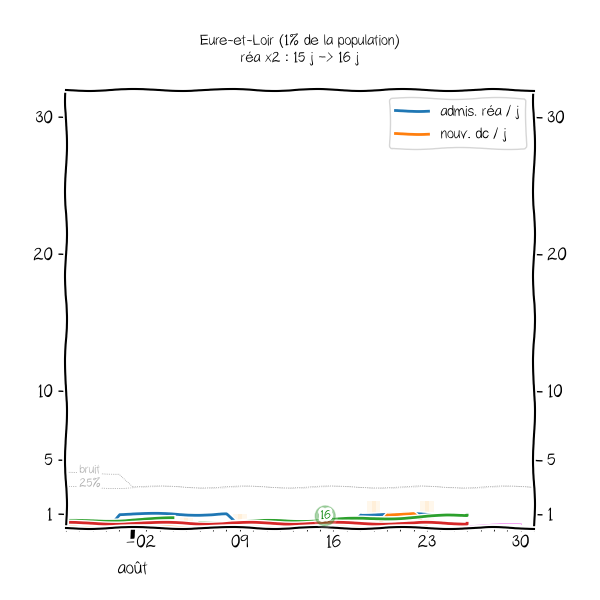 Eure-et-Loir (1% de la population)
réa x2 : 15 j -> 16 j
admis. réa / j
nouv. dc / j
30 30
20 20
10 10
5 5
bruit
25%
1 16 1
02 09 16 23 30
août